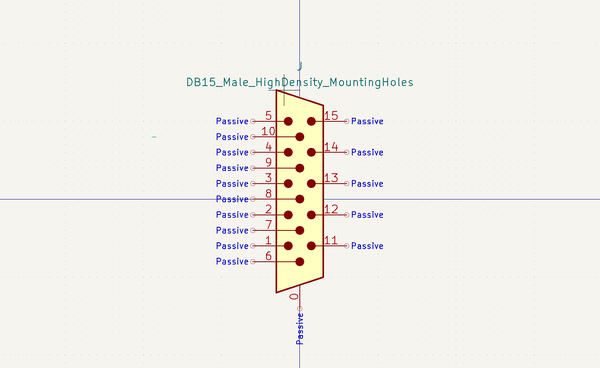 J
DB15_Male_HighDensity_MountingHoles
Passive 5 15 Passive
Passive 10
Passive 4 14 Passive
Passive 9
Passive 3 13 Passive
Passive 8
Passive 2 12 Passive
Passive 7
Passive 1 11 Passive
Passive 6
0
Passive